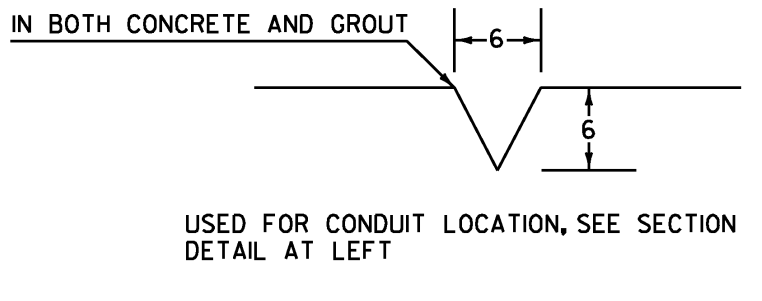 IN BOTH CONCRETE AND GROUT
6
6
USED FOR CONDUIT LOCATION, SEE SECTION
DETAIL AT LEFT